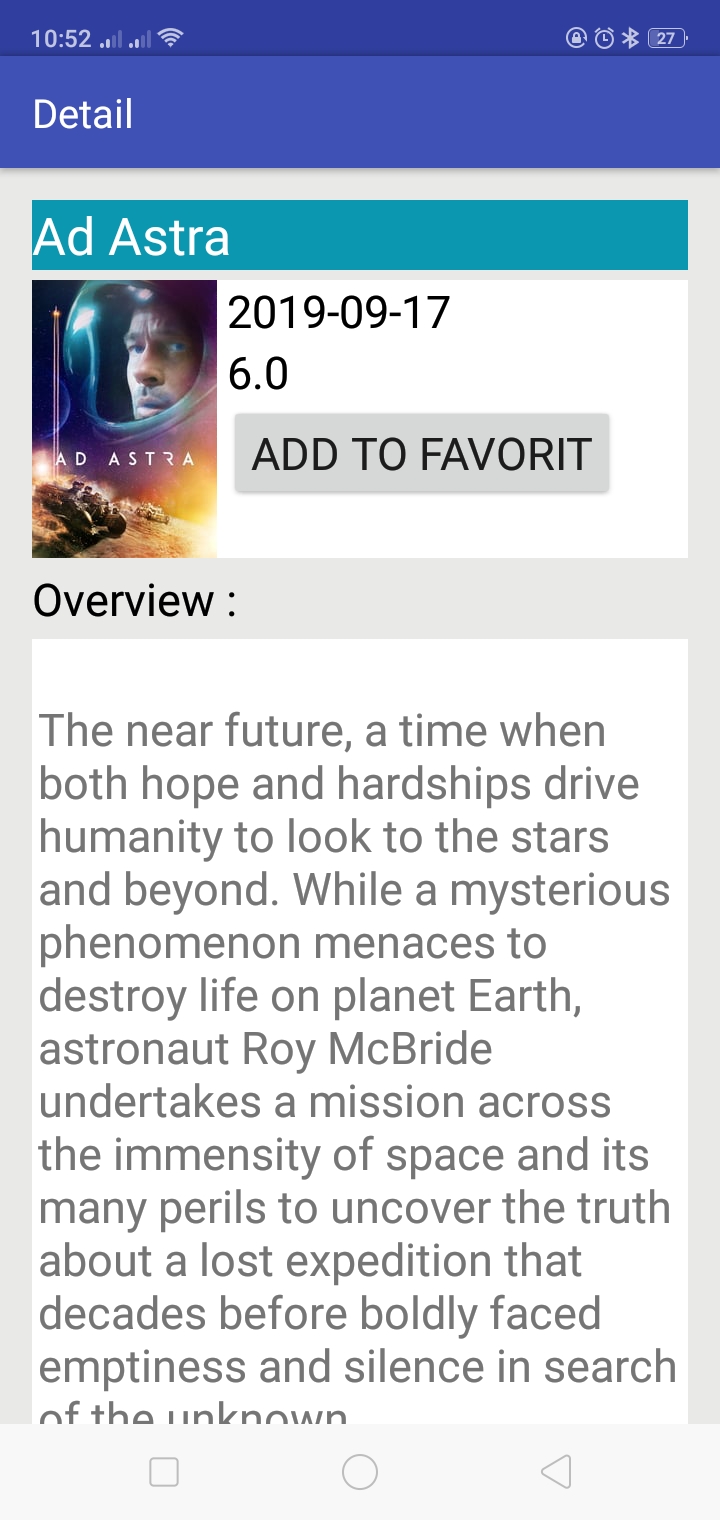 10:52
27
Detail
Ad Astra
2019-09-17
6.0
AD ASTRA
ADD TO FAVORIT
Overview :
The near future, a time when
both hope and hardships drive
humanity to look to the stars
and beyond. While a mysterious
phenomenon menaces to
destroy life on planet Earth,
astronaut Roy McBride
undertakes a mission across
the immensity of space and its
many perils to uncover the truth
about a lost expedition that
decades before boldly faced
emptiness and silence in search
of the unknown